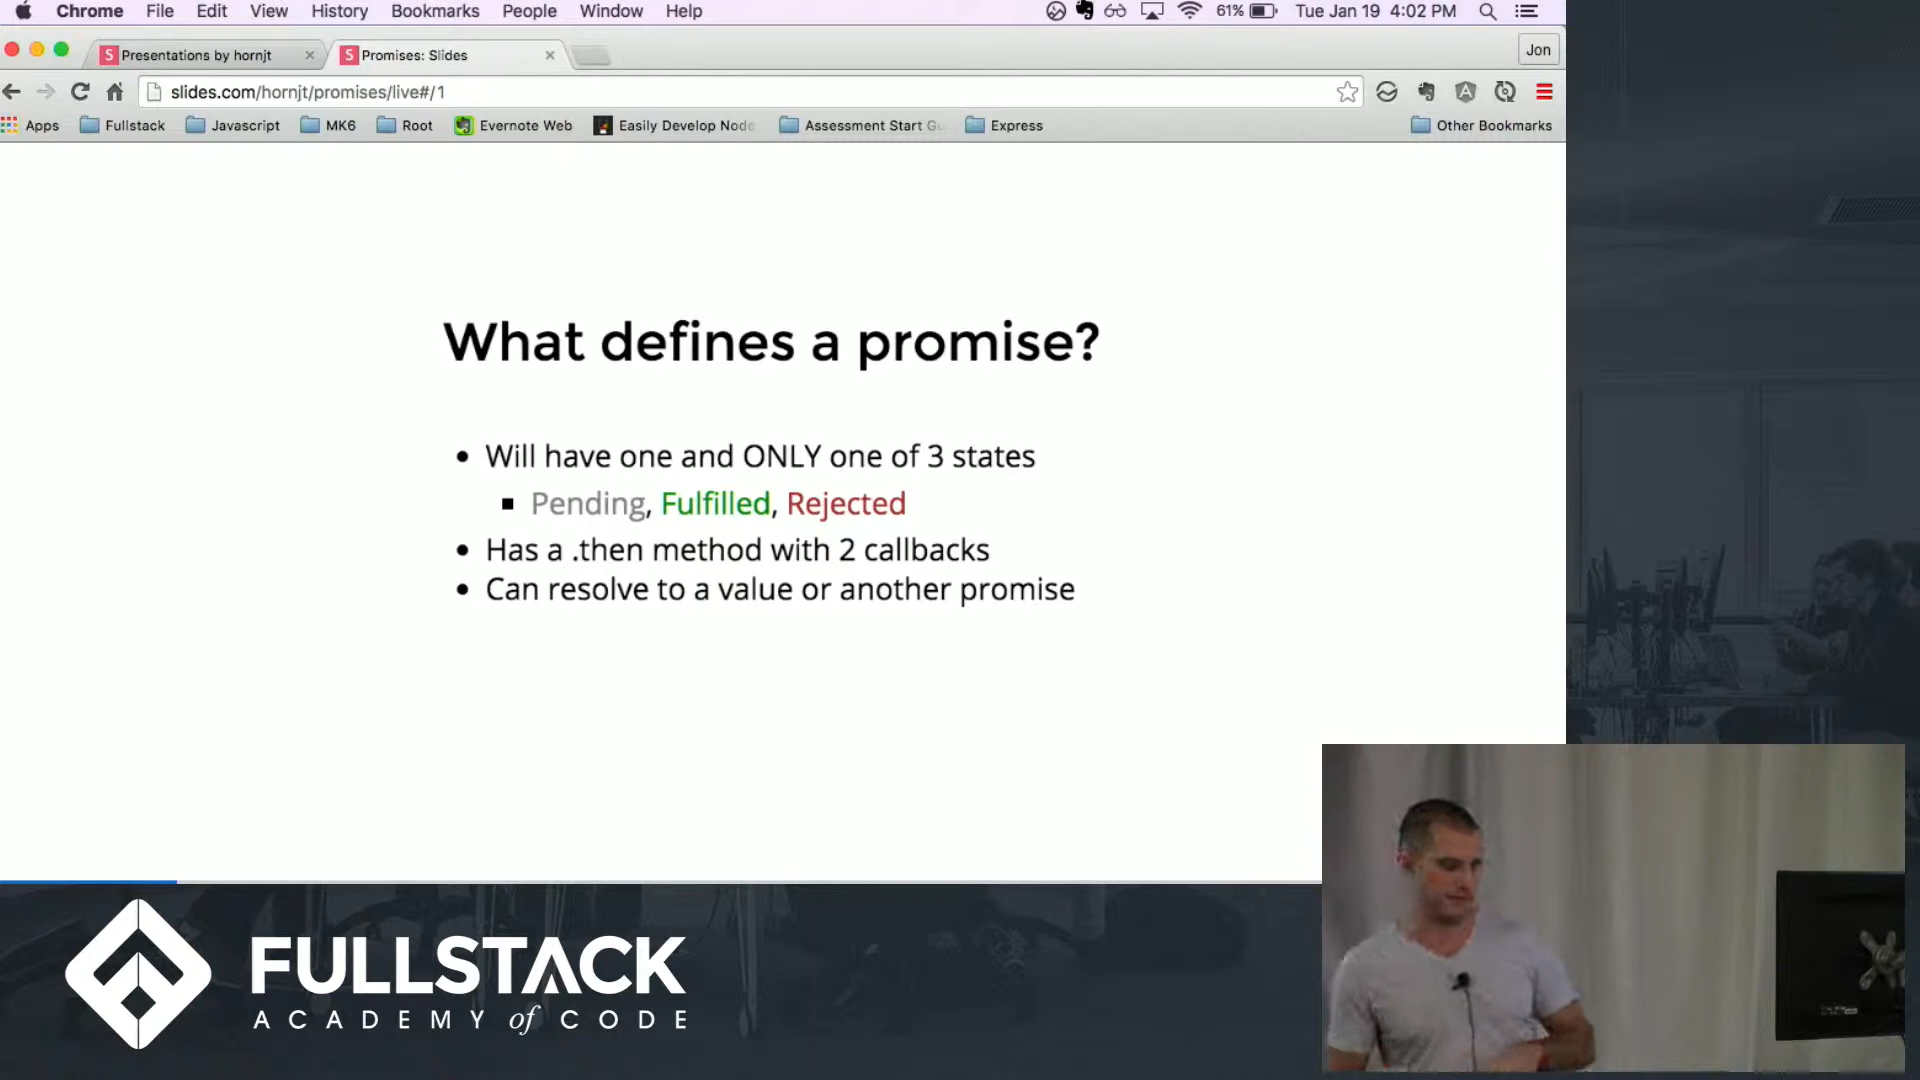 Chrome File Edit View History Bookmarks People Window Help 61% Tue Jan 19 4:02 PM
Presentations by hornjt Promises: Slides Jon
slides.com/hornjt/promises/live#/1
Apps Fullstack Javascript MK6 Root Evernote Web Easily Develop Node Assessment Start Gu Express Other Bookmarks
What defines a promise?
• Will have one and ONLY one of 3 states
▪ Pending, Fulfilled, Rejected
• Has a .then method with 2 callbacks
• Can resolve to a value or another promise
FULLSTACK
ACADEMY of CODE